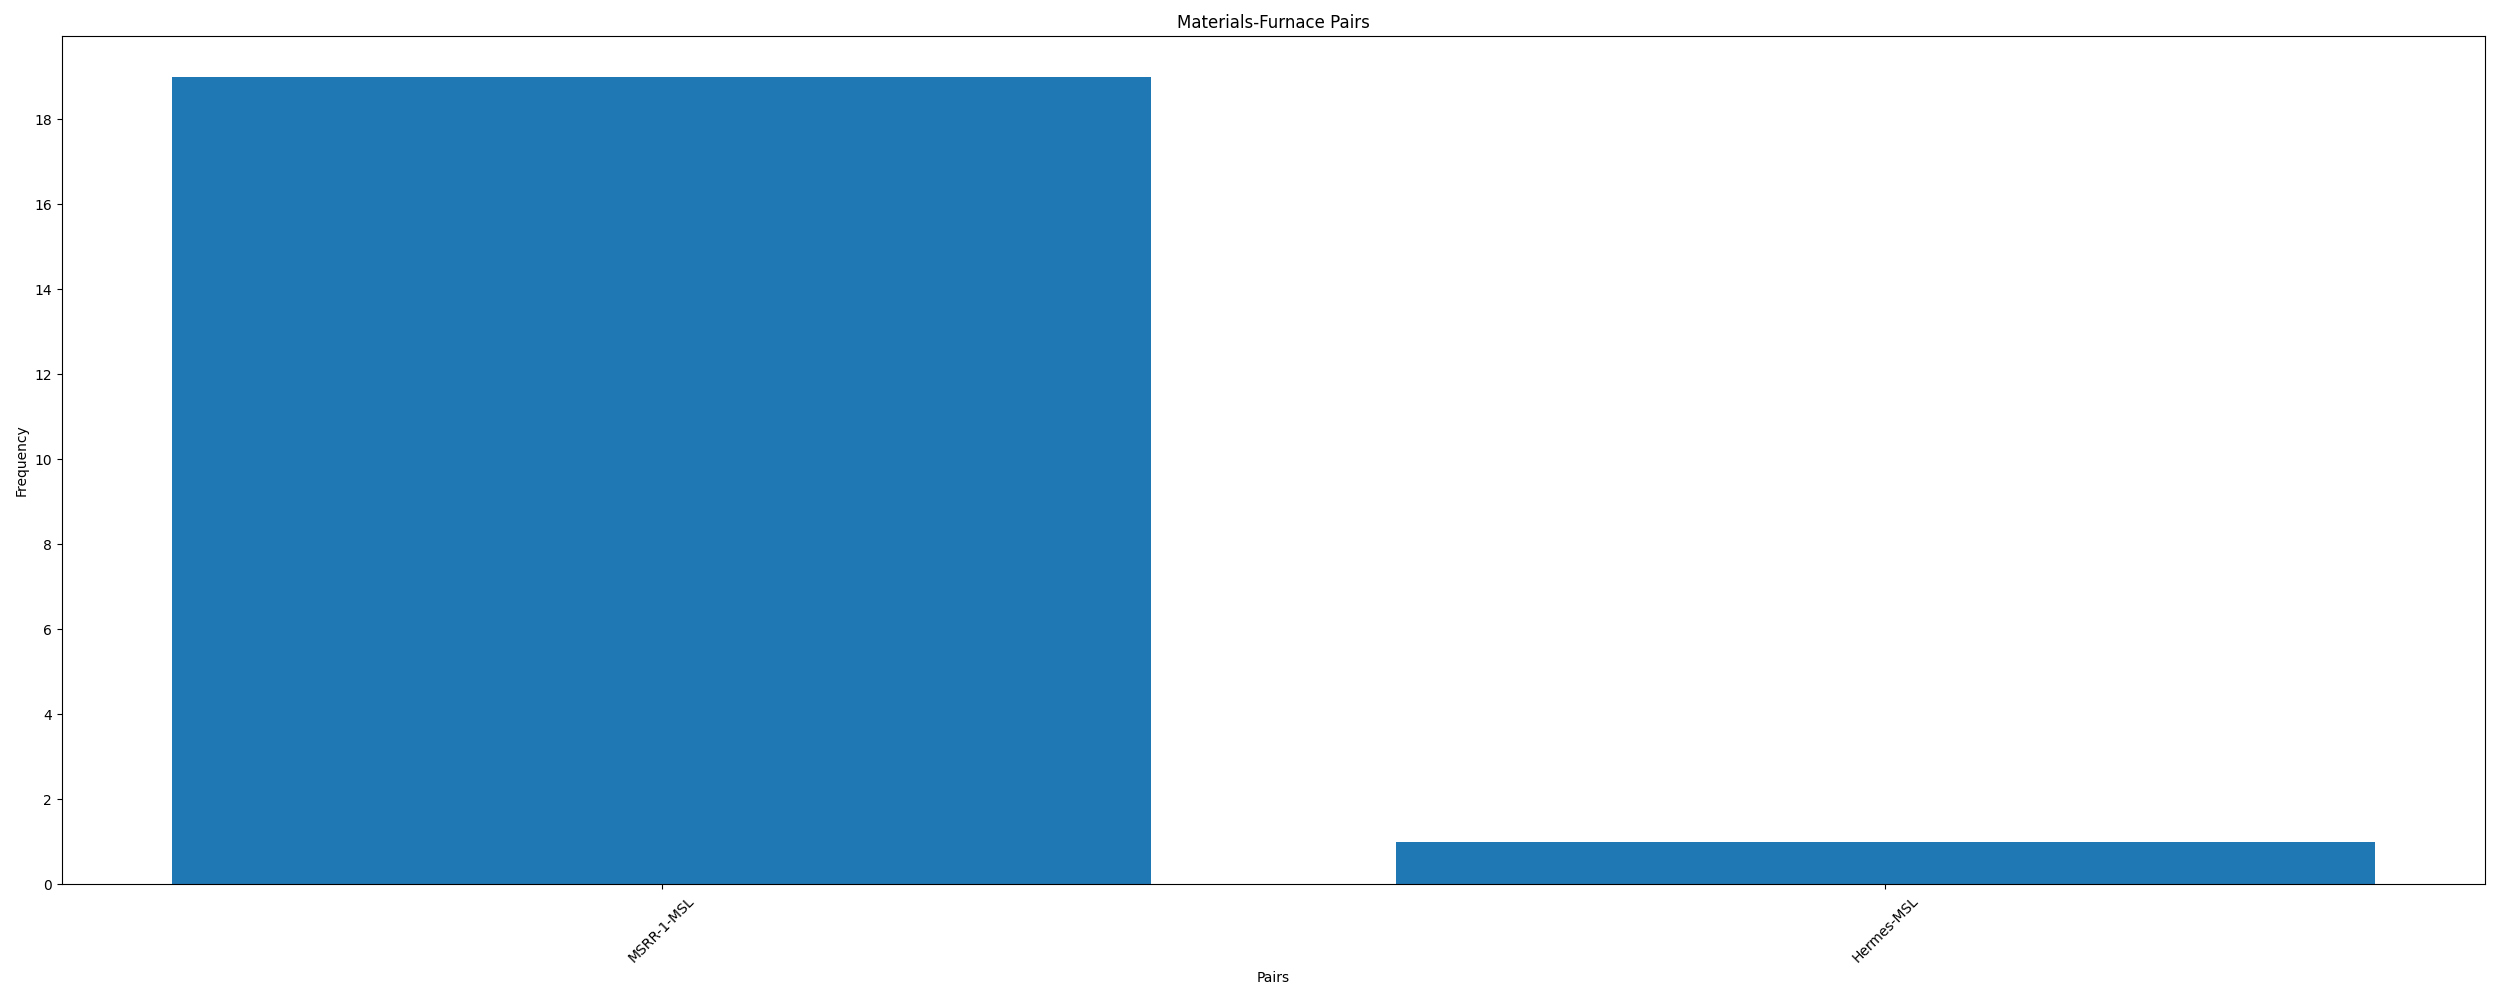 Materials-Furnace Pairs
Frequency
18
16
14
12
10
8
6
4
2
0
MSRR-1-MSL
Hermes-MSL
Pairs